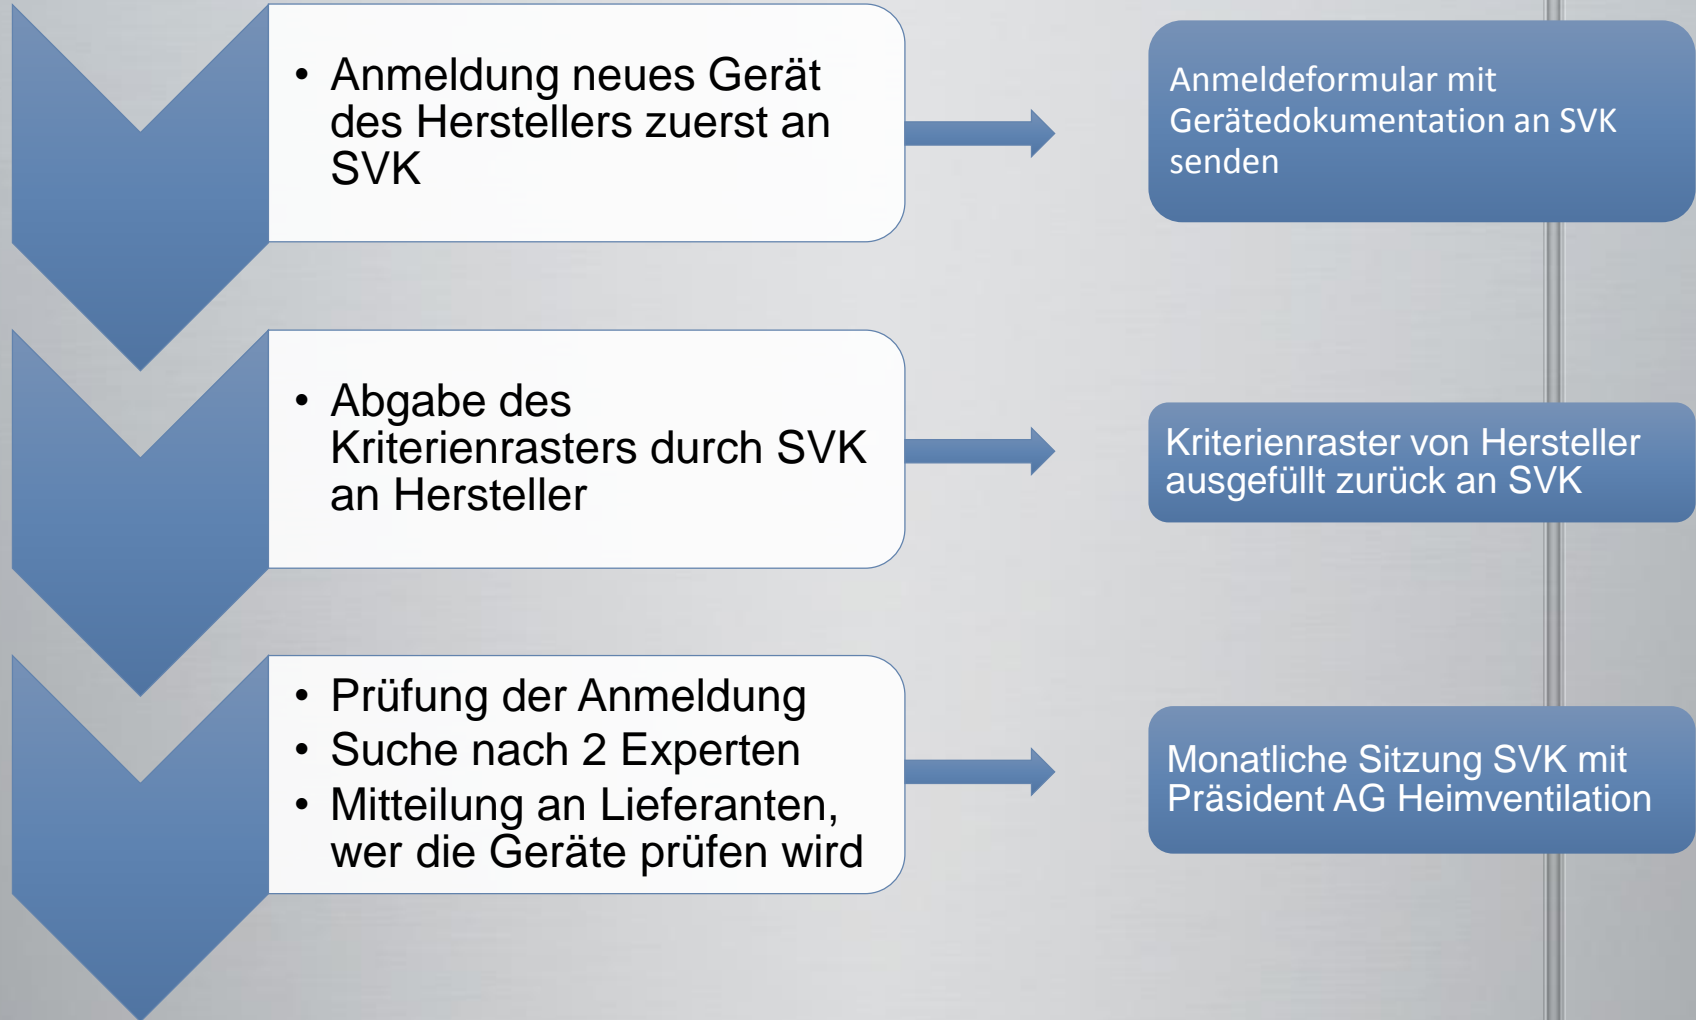 • Anmeldung neues Gerät
des Herstellers zuerst an
SVK
Anmeldeformular mit
Gerätedokumentation an SVK
senden
• Abgabe des
Kriterienrasters durch SVK
an Hersteller
Kriterienraster von Hersteller
ausgefüllt zurück an SVK
• Prüfung der Anmeldung
• Suche nach 2 Experten
• Mitteilung an Lieferanten,
wer die Geräte prüfen wird
Monatliche Sitzung SVK mit
Präsident AG Heimventilation